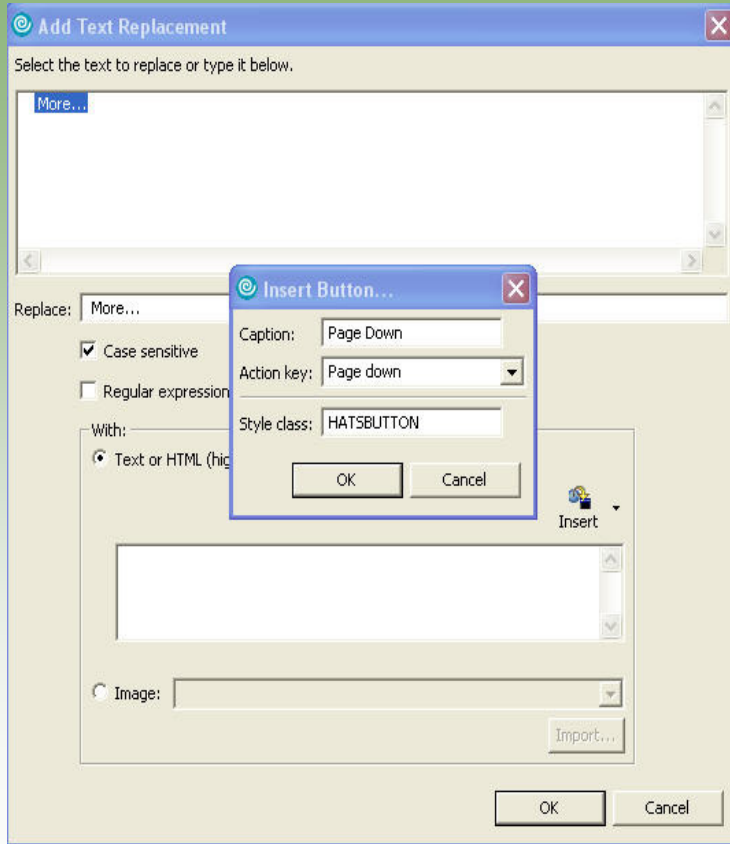 Add Text Replacement
Select the text to replace or type it below.
More...
Insert Button...
Replace: More...
Caption: Page Down
Case sensitive
Action key: Page down
Regular expression
Style class: HATSBUTTON
With:
Text or HTML (hig
OK Cancel
Insert
Image:
Import...
OK Cancel